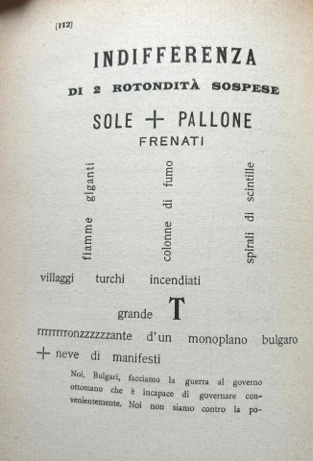 [112]
INDIFFERENZA
DI 2 ROTONDITÀ SOSPESE
SOLE + PALLONE
FRENATI
fiamme giganti
colonne di fumo
spirali di scintille
villaggi turchi incendiati
grande T
rrrrrrrronzzzzzzante d'un monoplano bulgaro
+ neve di manifesti
Noi, Bulgari, facciamo la guerra al governo
ottomano che è incapace di governare con-
venientemente. Noi non siamo contro la po-